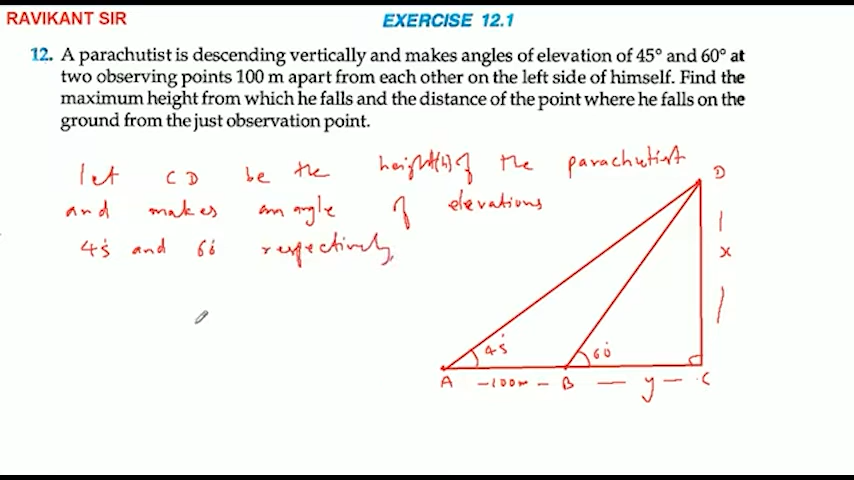 RAVIKANT SIR
EXERCISE 12.1
12. A parachutist is descending vertically and makes angles of elevation of 45° and 60° at
two observing points 100 m apart from each other on the left side of himself. Find the
maximum height from which he falls and the distance of the point where he falls on the
ground from the just observation point.
let CD be the height(h) of the parachutist
and makes an angle of elevations
45° and 60° respectively,
D
x
45°
60°
A -100m- B — y — C